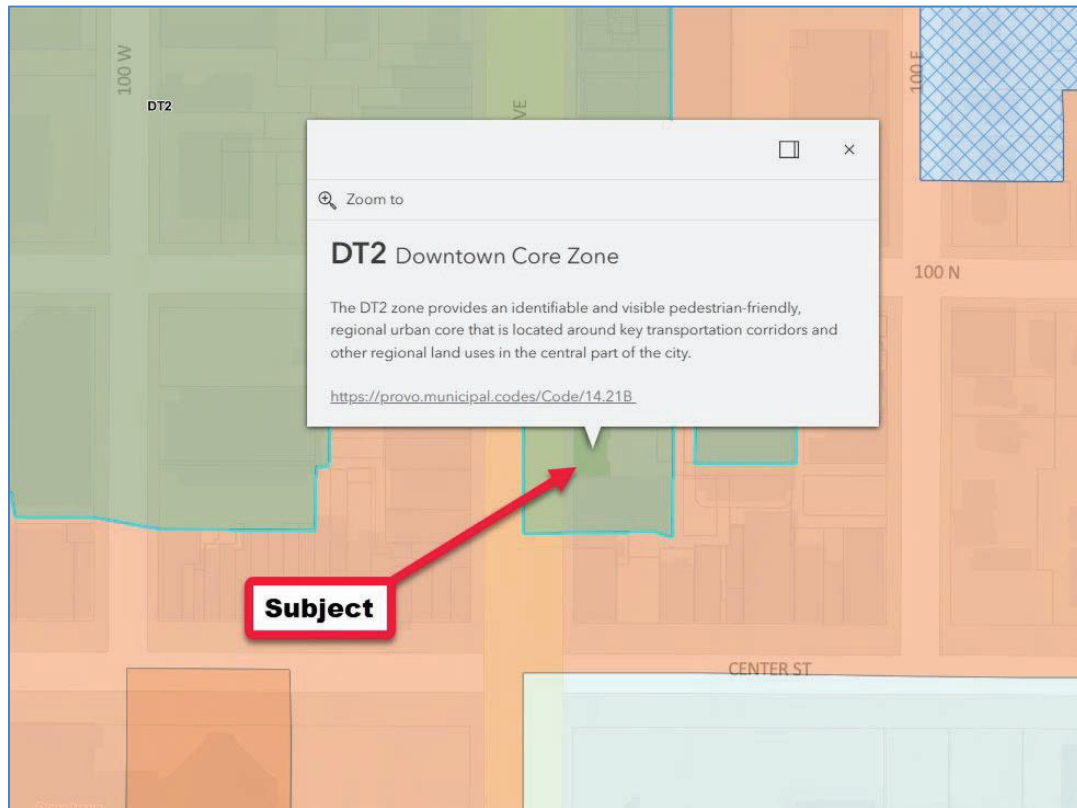 100 W
DT2
VE
100 E
Zoom to
DT2 Downtown Core Zone
The DT2 zone provides an identifiable and visible pedestrian-friendly,
regional urban core that is located around key transportation corridors and
other regional land uses in the central part of the city.
https://provo.municipal.codes/Code/14.21B
100 N
Subject
CENTER ST